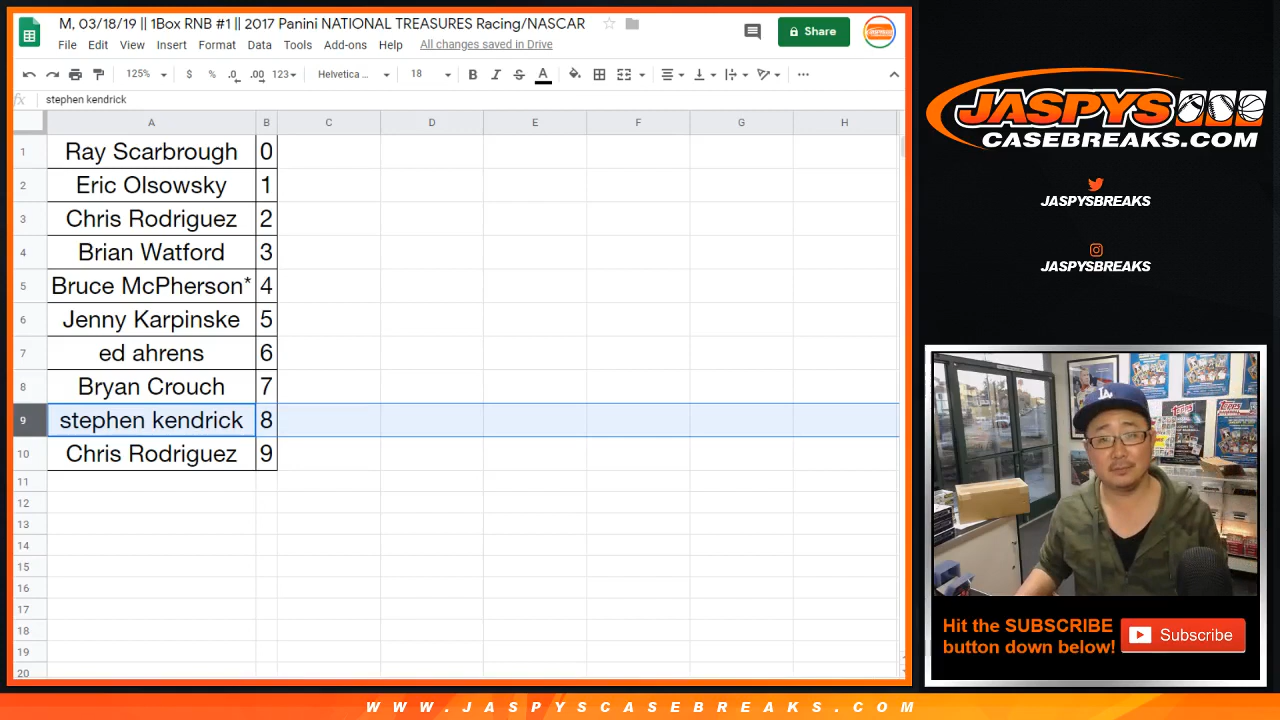 M, 03/18/19 || 1Box RNB #1 || 2017 Panini NATIONAL TREASURES Racing/NASCAR
Share
File Edit View Insert Format Data Tools Add-ons Help All changes saved in Drive
125% $ % .0 .00 123 Helvetica ... 18 B I S A
fx stephen kendrick
A B C D E F G H
1 Ray Scarbrough 0
2 Eric Olsowsky 1
3 Chris Rodriguez 2
4 Brian Watford 3
5 Bruce McPherson* 4
6 Jenny Karpinske 5
7 ed ahrens 6
8 Bryan Crouch 7
9 stephen kendrick 8
10 Chris Rodriguez 9
11
12
13
14
15
16
17
18
19
20
JASPYS
CASEBREAKS.COM
JASPYSBREAKS
JASPYSBREAKS
LA
Topps
Hit the SUBSCRIBE
button down below!
Subscribe
WWW.JASPYSCASEBREAKS.COM